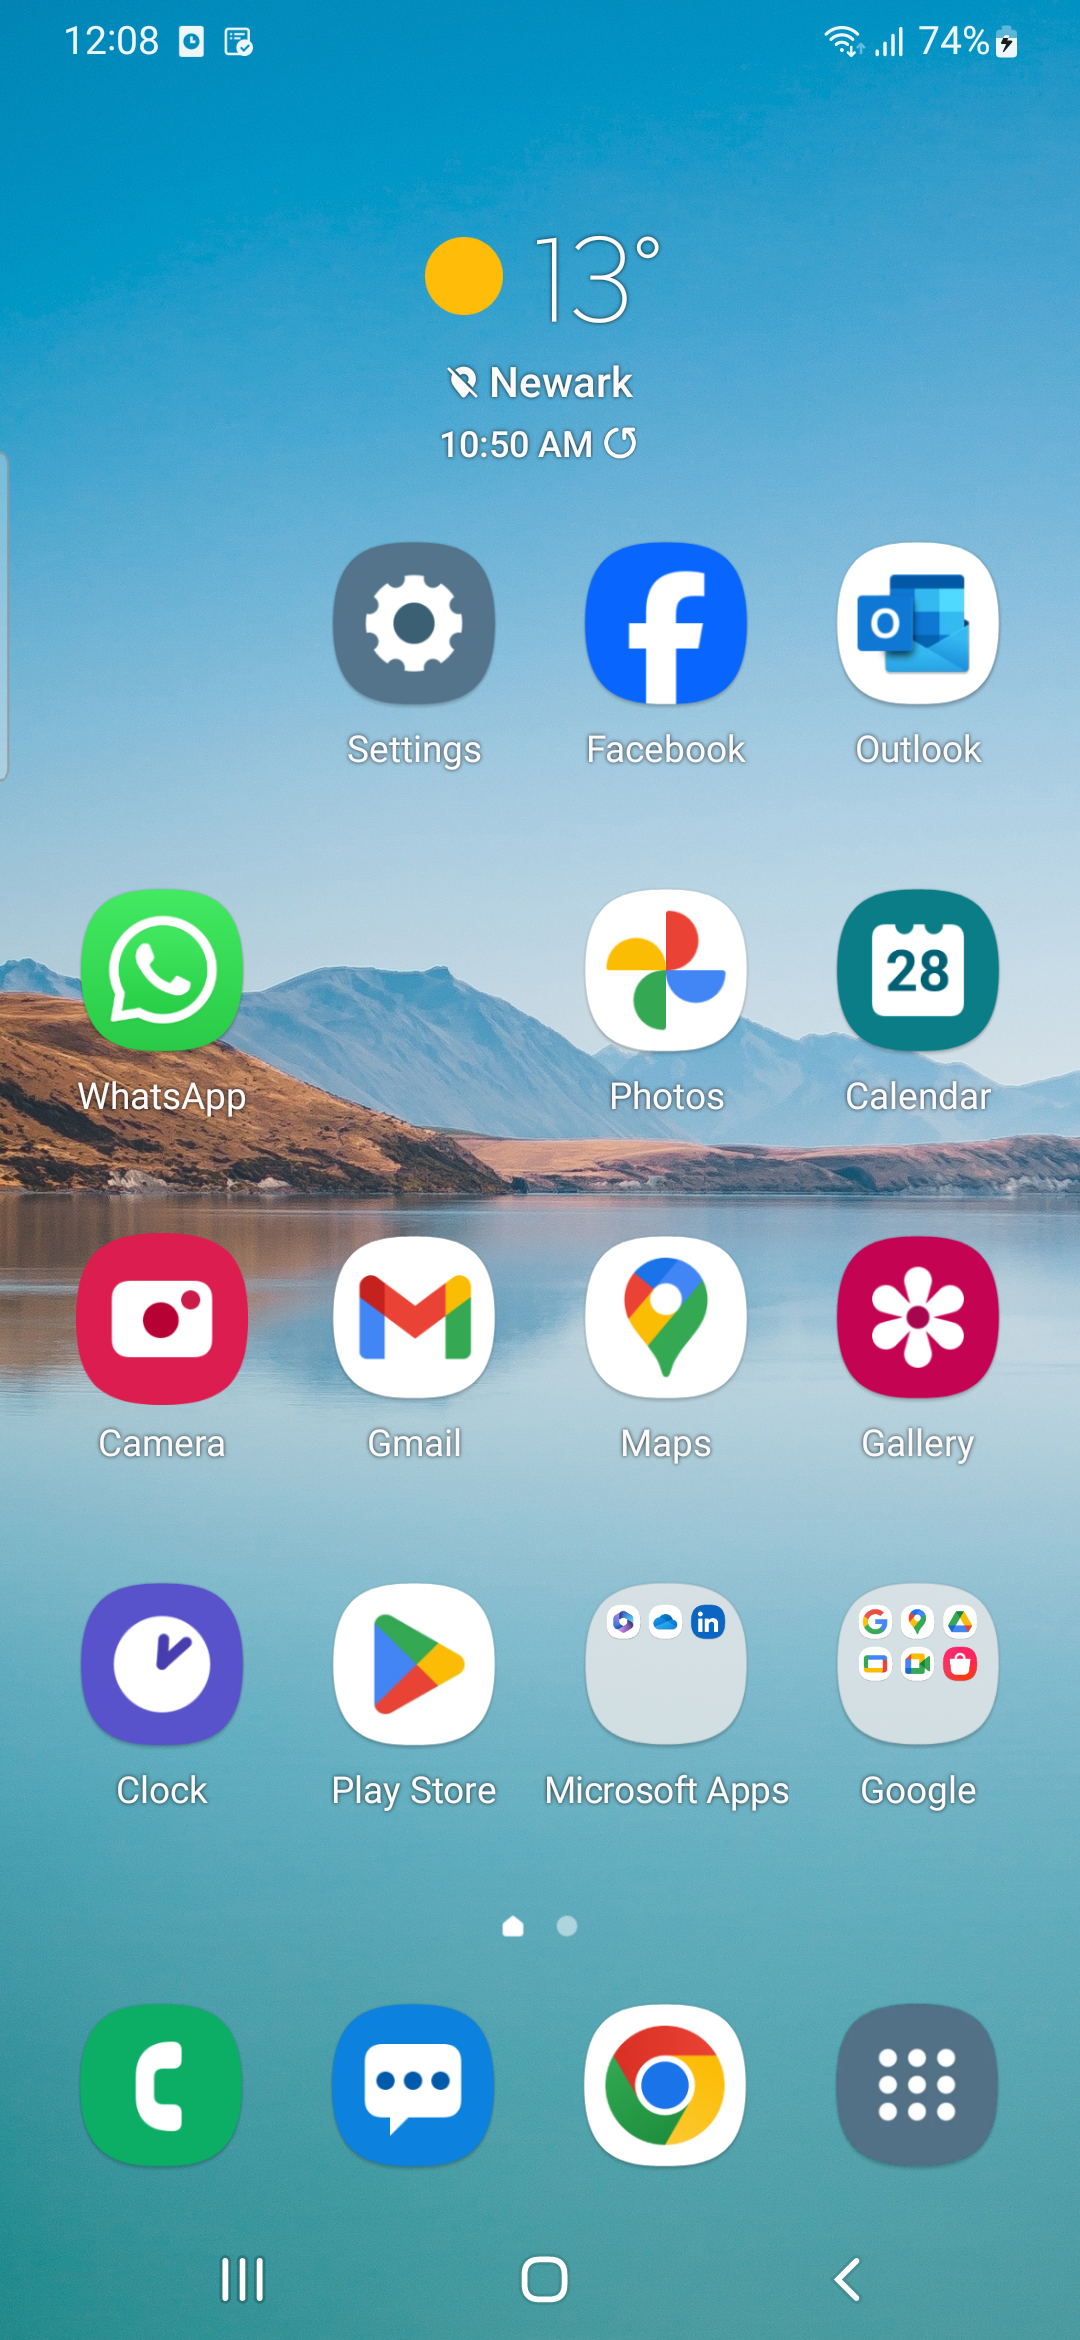 12:08
74%
13°
Newark
10:50 AM
Settings Facebook Outlook
28
WhatsApp Photos Calendar
Camera Gmail Maps Gallery
Clock Play Store Microsoft Apps Google